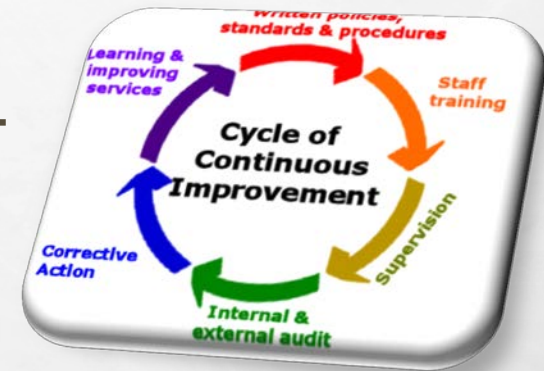 Written policies,
standards & procedures
Staff
training
Supervision
Internal &
external audit
Corrective
Action
Learning &
improving
services
Cycle of
Continuous
Improvement